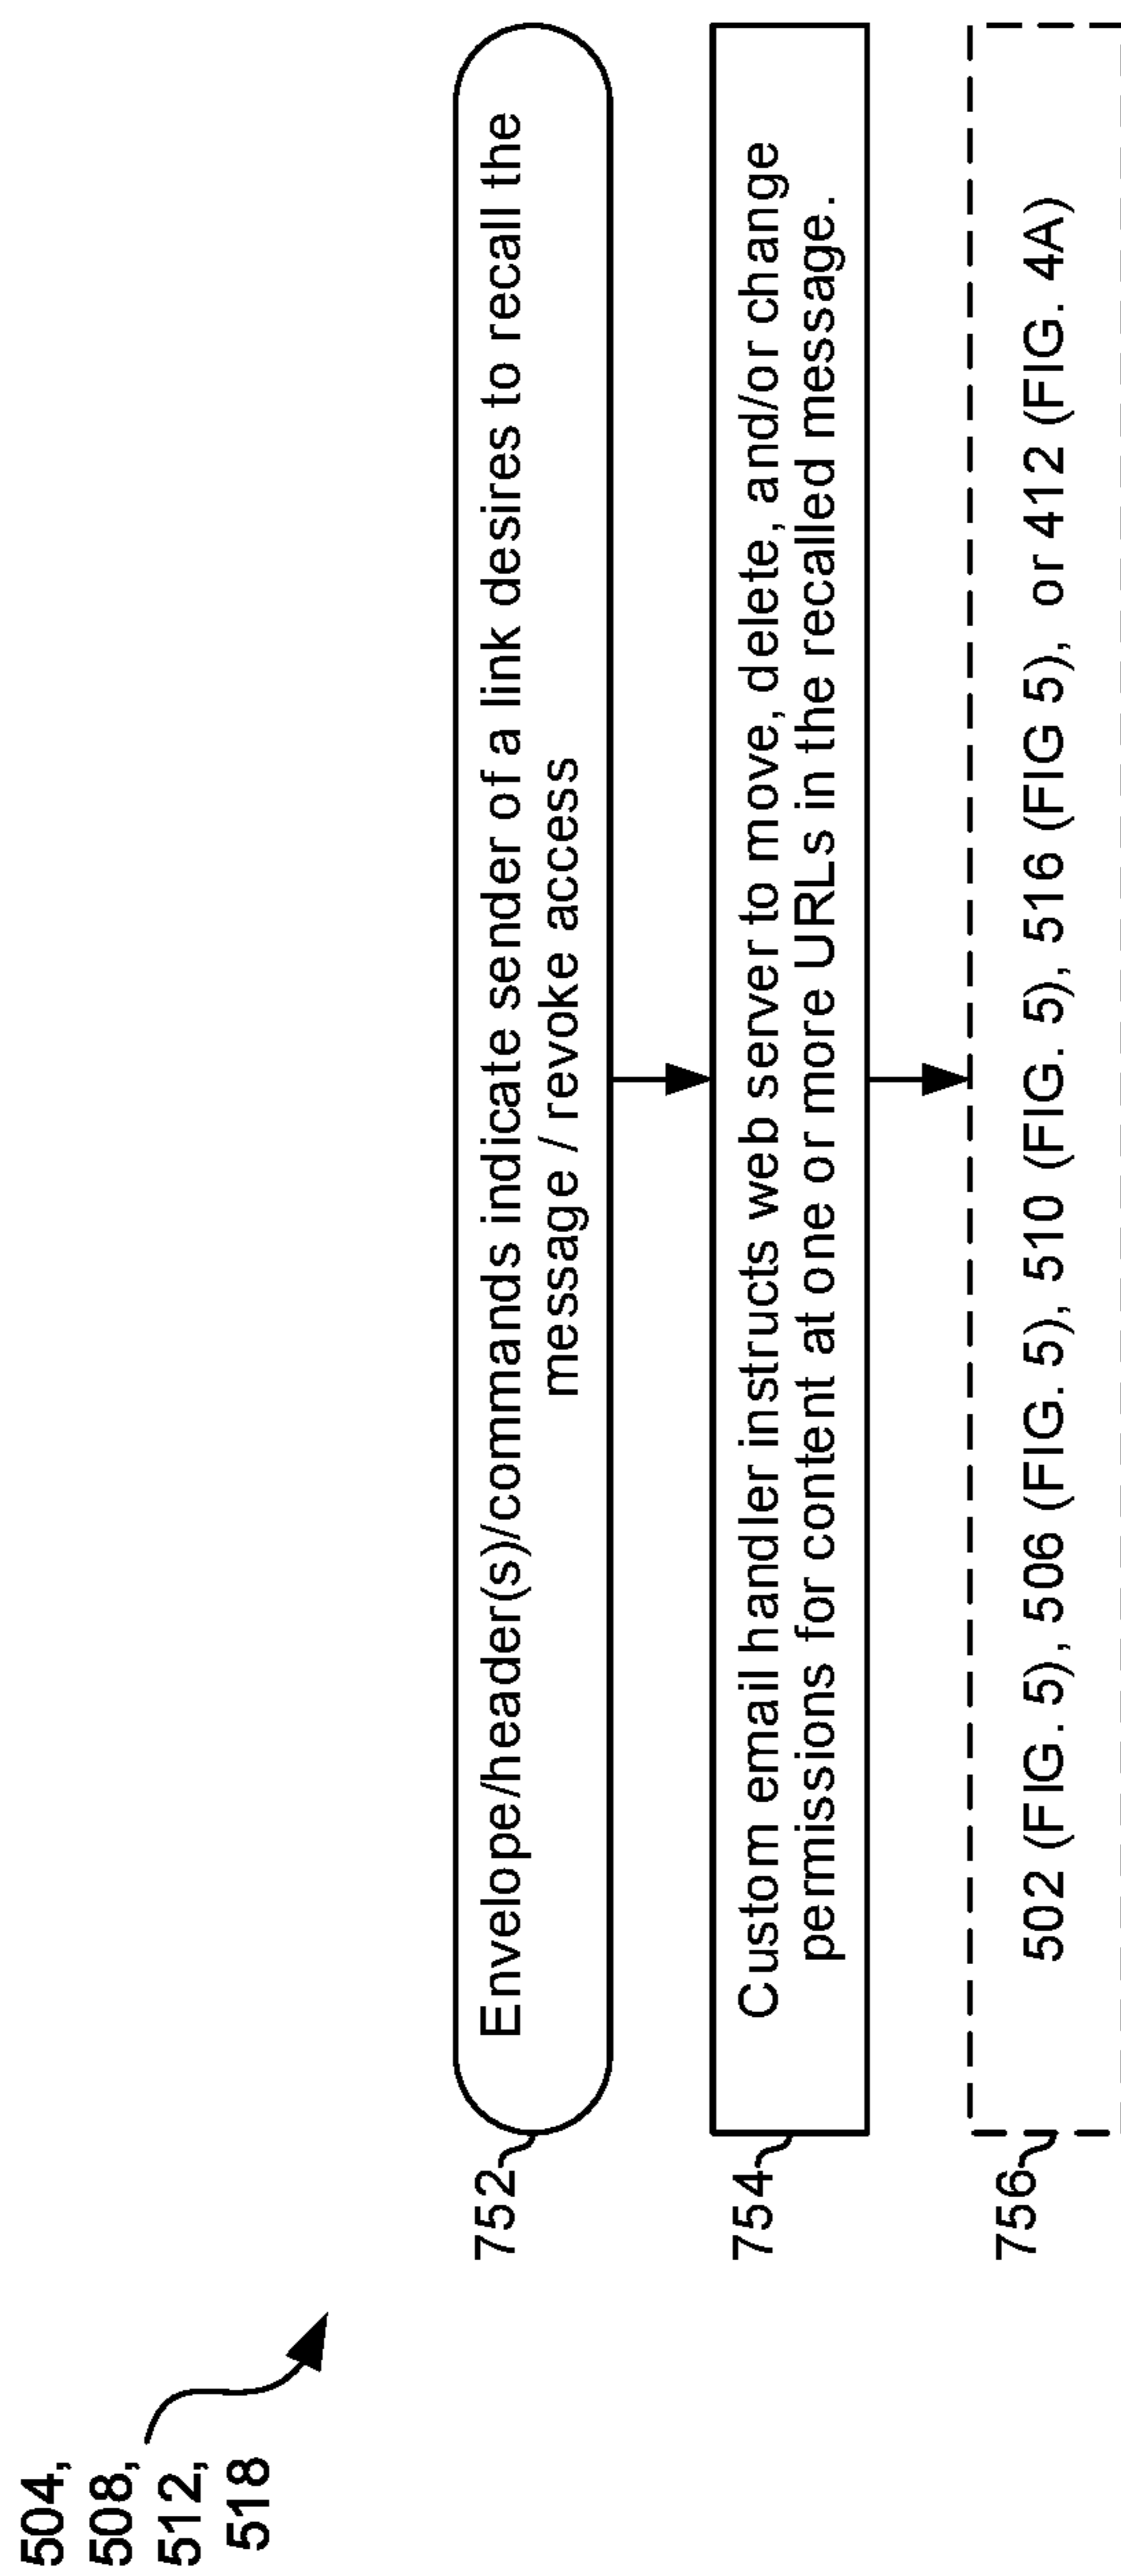 504,
508,
512,
518
752
Envelope/header(s)/commands indicate sender of a link desires to recall the
message / revoke access
754
Custom email handler instructs web server to move, delete, and/or change
permissions for content at one or more URLs in the recalled message.
756
502 (FIG. 5), 506 (FIG. 5), 510 (FIG. 5), 516 (FIG 5), or 412 (FIG. 4A)